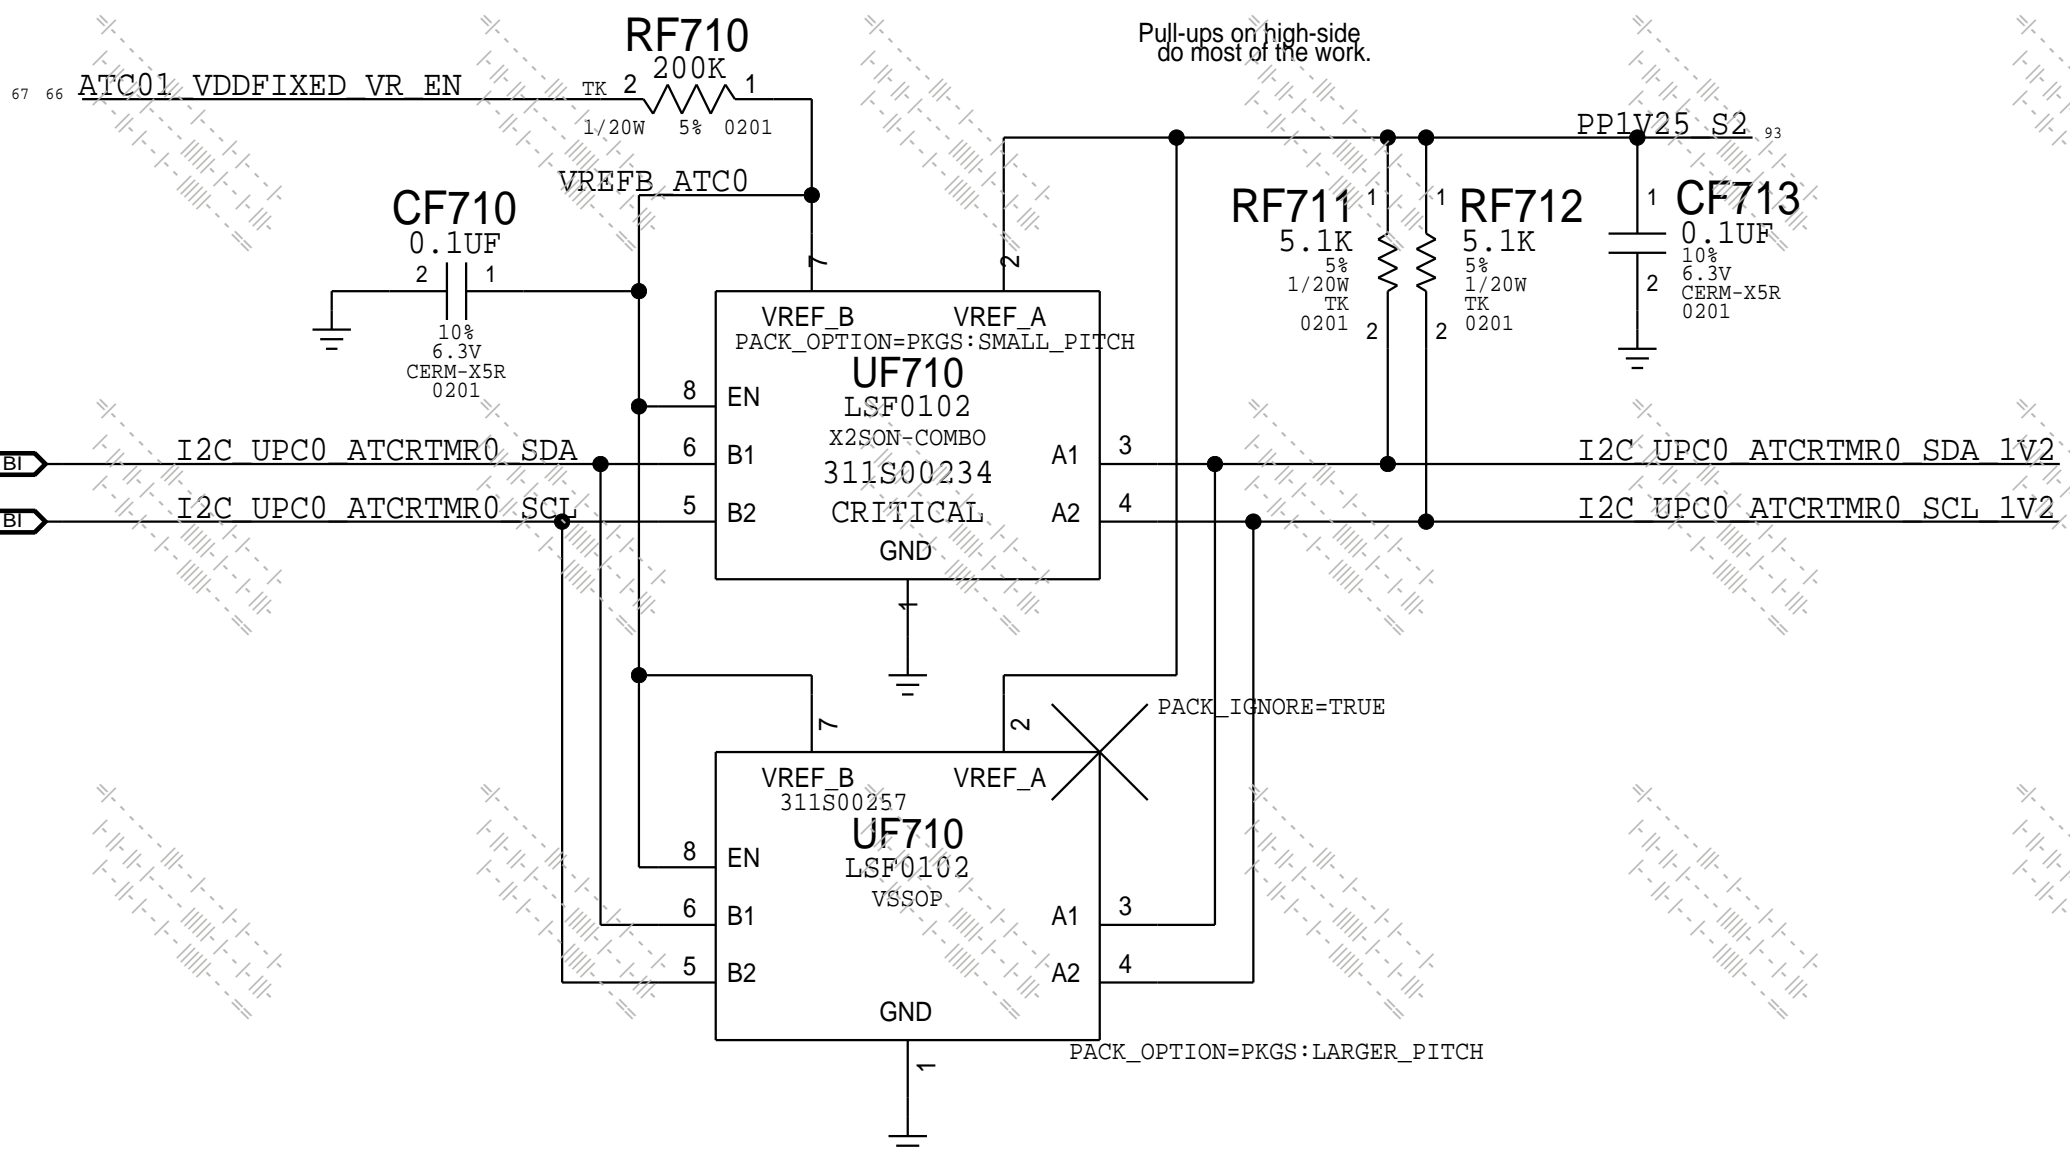 RF710
200K
Pull-ups on high-side
do most of the work.
67 66 ATC01_VDDFIXED_VR_EN
TK 2 1
1/20W 5% 0201
PP1V25_S2 93
VREFB_ATC0
CF710
0.1UF
2 1
10%
6.3V
CERM-X5R
0201
7
2
RF711 1
5.1K
5%
1/20W
TK
0201
2
1 RF712
5.1K
5%
1/20W
TK
0201
2
1 CF713
0.1UF
10%
6.3V
2
CERM-X5R
0201
VREF_B VREF_A
PACK_OPTION=PKGS:SMALL_PITCH
UF710
LSF0102
X2SON-COMBO
311S00234
CRITICAL
GND
8 EN
BI I2C_UPC0_ATCRTMR0_SDA 6 B1 A1 3 I2C_UPC0_ATCRTMR0_SDA_1V2
BI I2C_UPC0_ATCRTMR0_SCL 5 B2 A2 4 I2C_UPC0_ATCRTMR0_SCL_1V2
1
7
2
PACK_IGNORE=TRUE
VREF_B VREF_A
311S00257
UF710
LSF0102
VSSOP
8 EN
6 B1 A1 3
5 B2 A2 4
GND
PACK_OPTION=PKGS:LARGER_PITCH
1